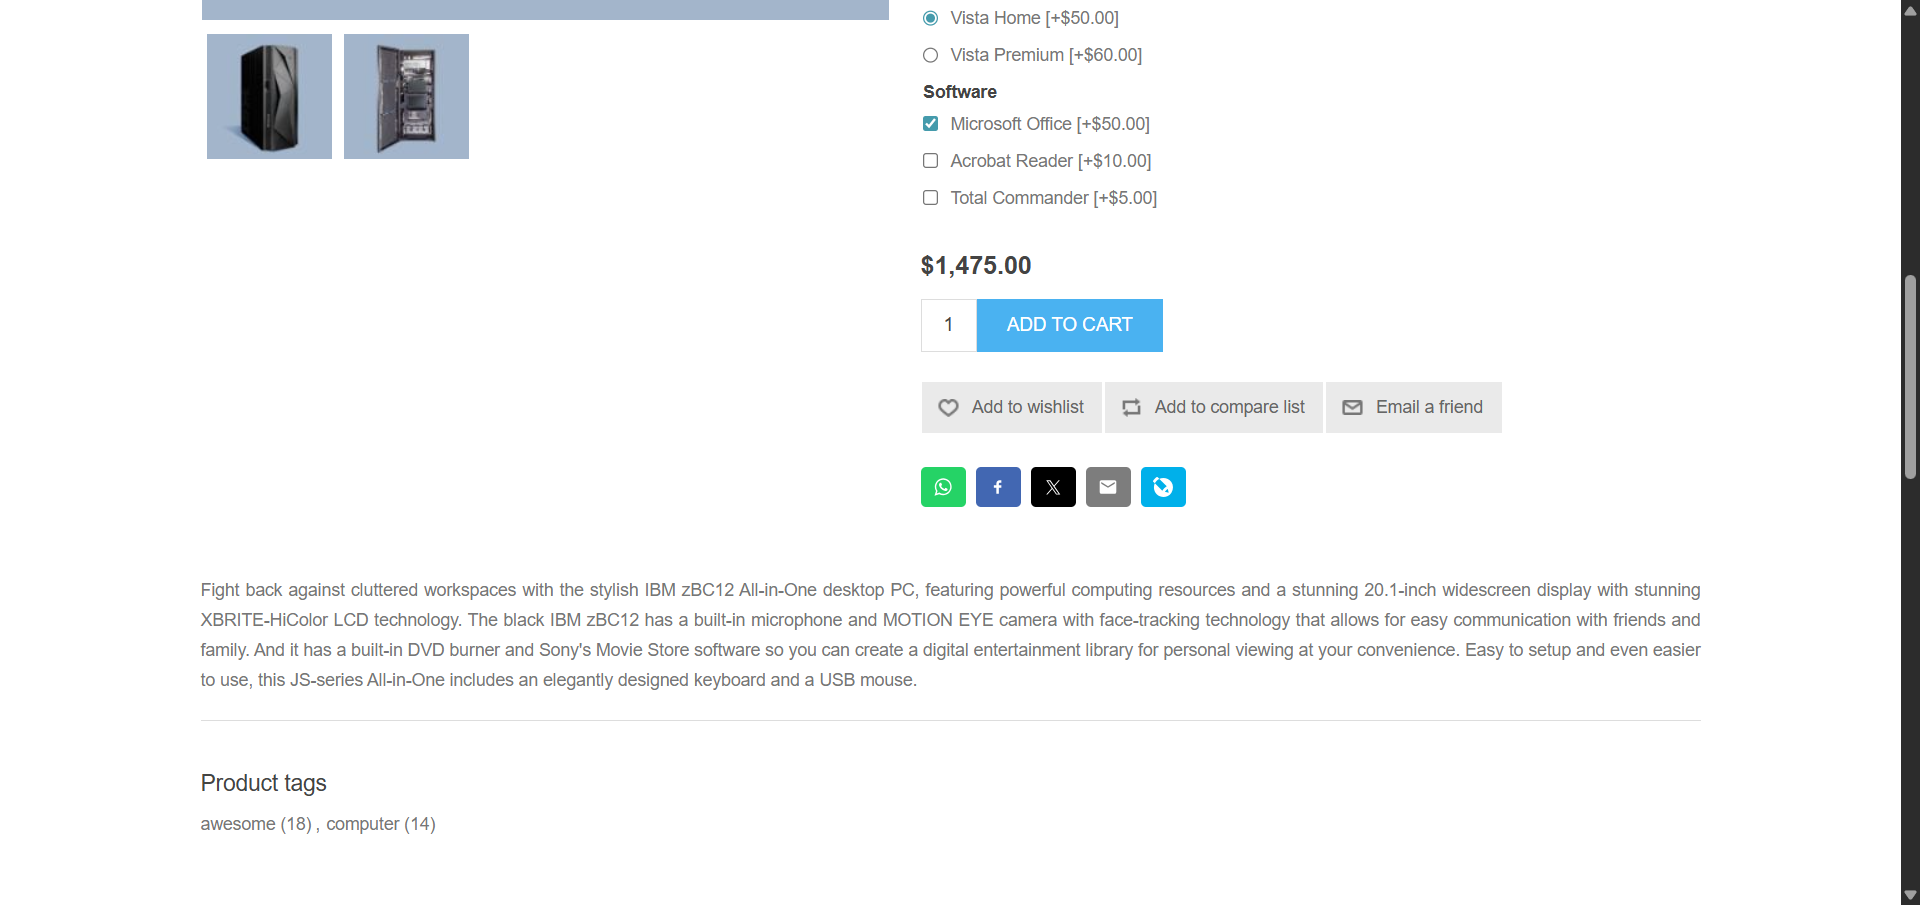 Vista Home [+$50.00]
Vista Premium [+$60.00]
Software
Microsoft Office [+$50.00]
Acrobat Reader [+$10.00]
Total Commander [+$5.00]
$1,475.00
1
ADD TO CART
Add to wishlist
Add to compare list
Email a friend
Fight back against cluttered workspaces with the stylish IBM zBC12 All-in-One desktop PC, featuring powerful computing resources and a stunning 20.1-inch widescreen display with stunning
XBRITE-HiColor LCD technology. The black IBM zBC12 has a built-in microphone and MOTION EYE camera with face-tracking technology that allows for easy communication with friends and
family. And it has a built-in DVD burner and Sony's Movie Store software so you can create a digital entertainment library for personal viewing at your convenience. Easy to setup and even easier
to use, this JS-series All-in-One includes an elegantly designed keyboard and a USB mouse.
Product tags
awesome (18) , computer (14)